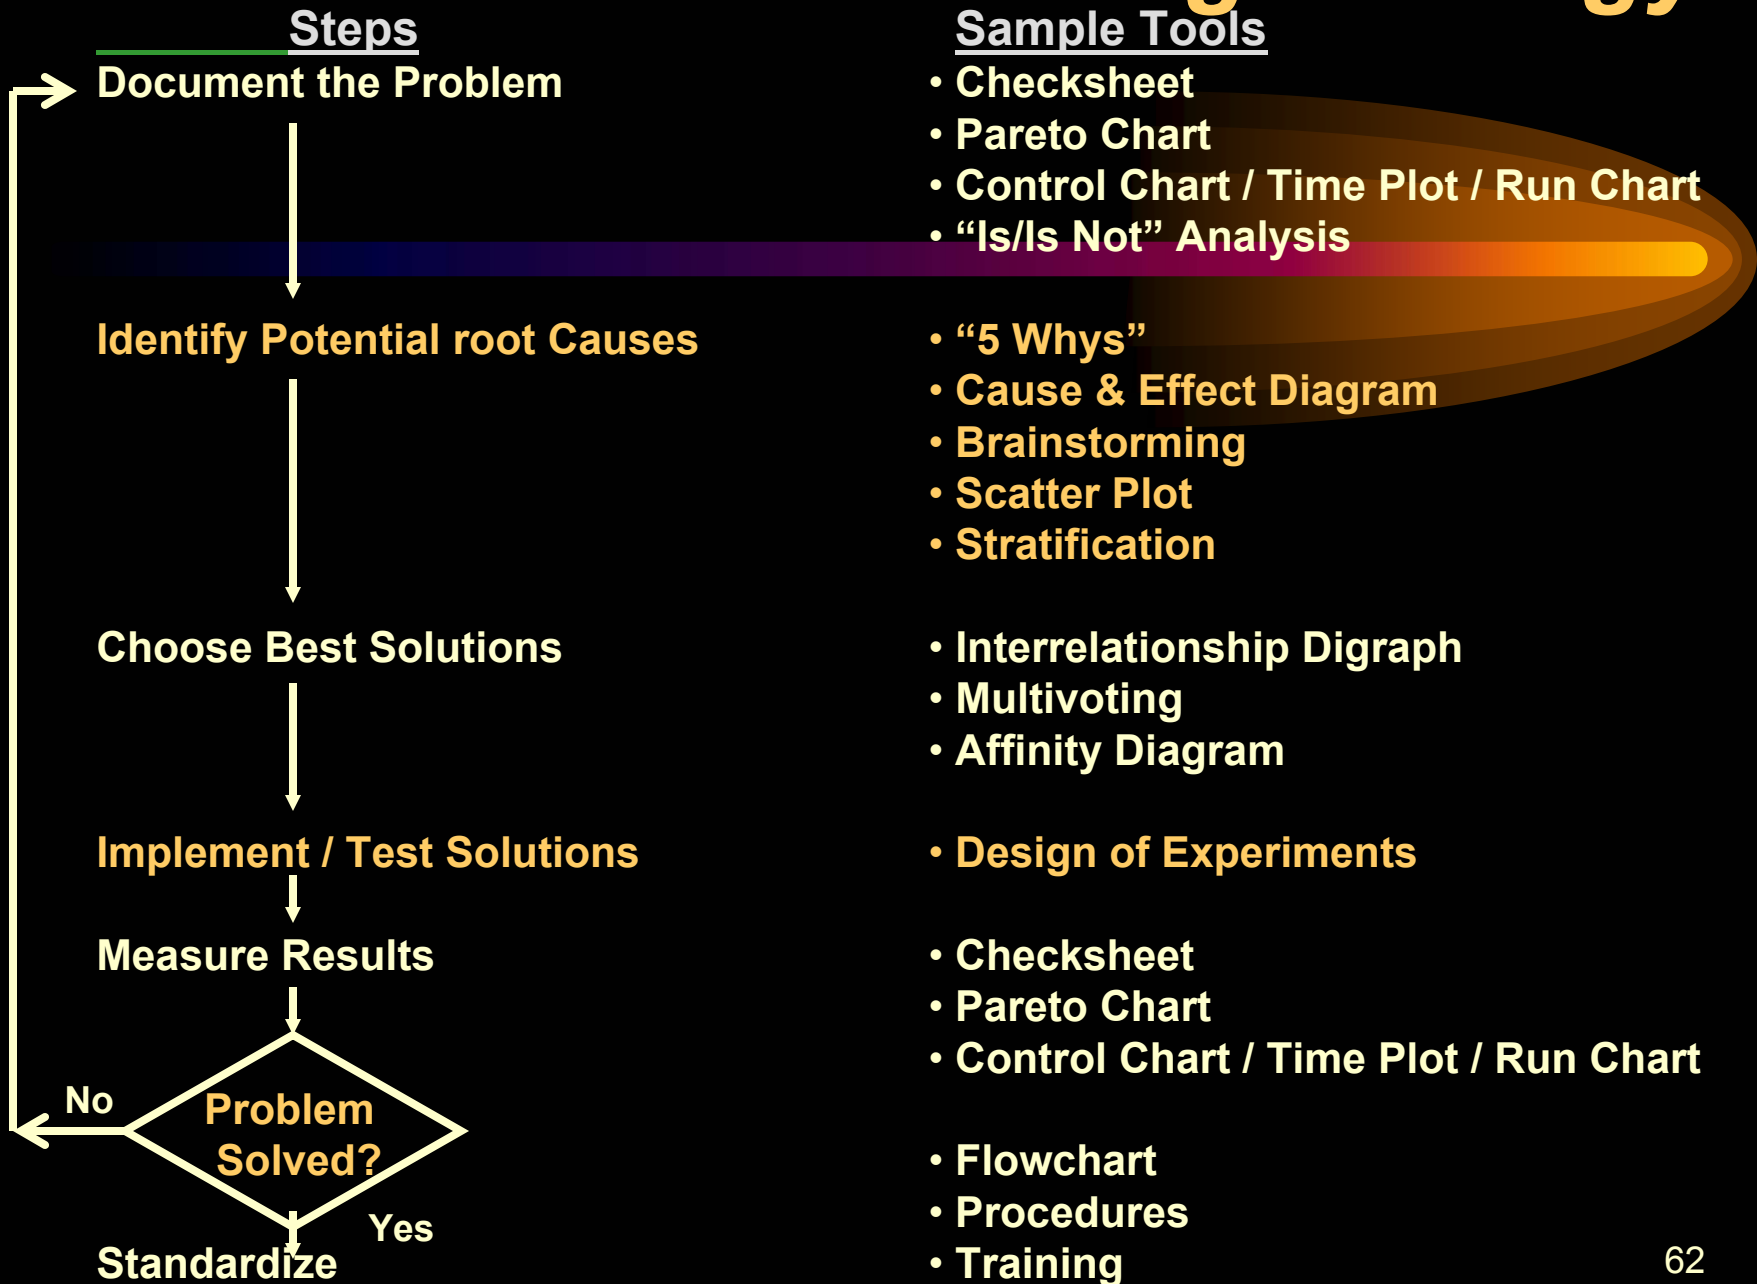 Steps
Document the Problem
Identify Potential root Causes
Choose Best Solutions
Implement / Test Solutions
Measure Results
No
Problem
Solved?
Yes
Standardize
Sample Tools
• Checksheet
• Pareto Chart
• Control Chart / Time Plot / Run Chart
• “Is/Is Not” Analysis
• “5 Whys”
• Cause & Effect Diagram
• Brainstorming
• Scatter Plot
• Stratification
• Interrelationship Digraph
• Multivoting
• Affinity Diagram
• Design of Experiments
• Checksheet
• Pareto Chart
• Control Chart / Time Plot / Run Chart
• Flowchart
• Procedures
• Training
62